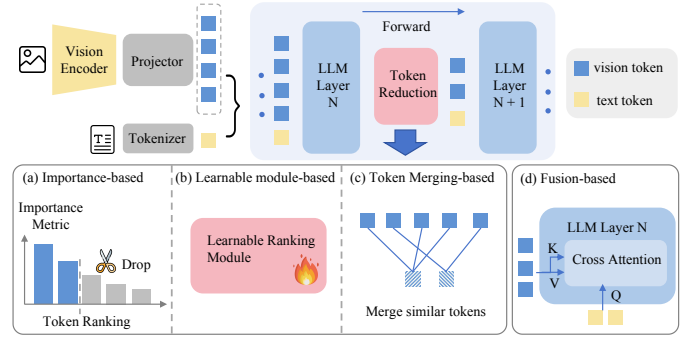 Vision
Encoder
Projector
T
Tokenizer
LLM
Layer
N
Forward
Token
Reduction
LLM
Layer
N + 1
vision token
text token
(a) Importance-based
Importance
Metric
Drop
Token Ranking
(b) Learnable module-based
Learnable Ranking
Module
(c) Token Merging-based
Merge similar tokens
(d) Fusion-based
LLM Layer N
K
V
Cross Attention
Q